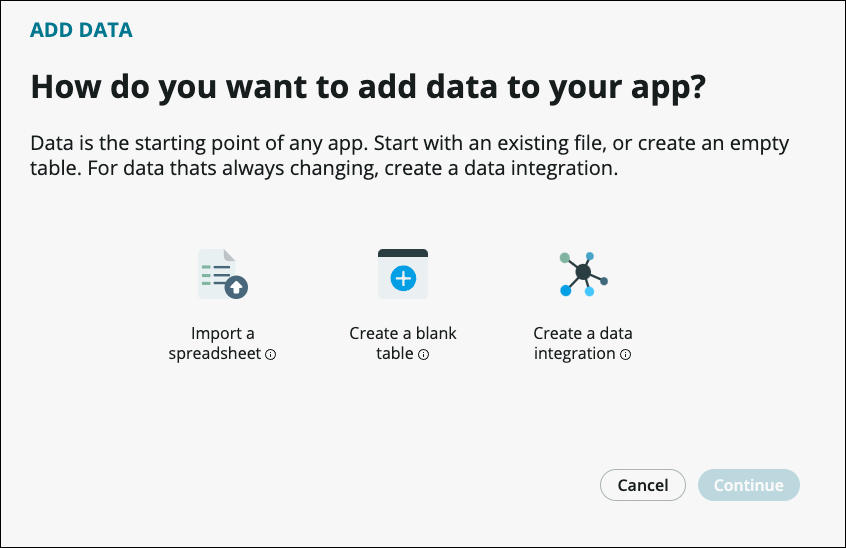 ADD DATA
How do you want to add data to your app?
Data is the starting point of any app. Start with an existing file, or create an empty
table. For data thats always changing, create a data integration.
Import a
spreadsheet
Create a blank
table
Create a data
integration
Cancel
Continue